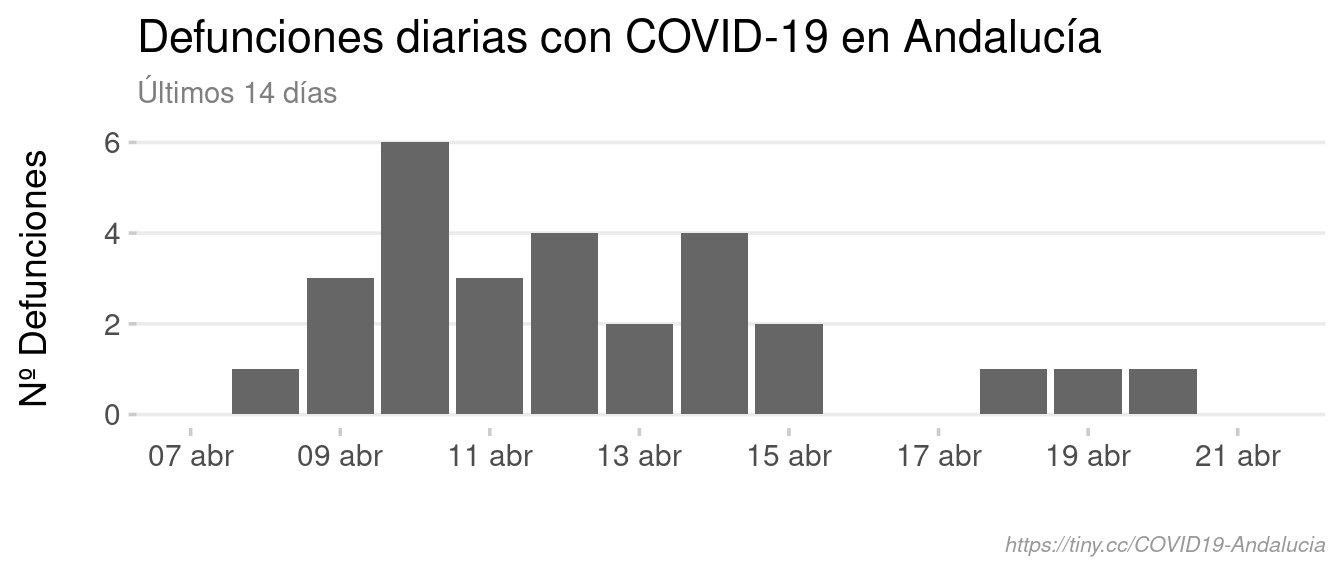 Defunciones diarias con COVID-19 en Andalucía
Últimos 14 días
Nº Defunciones
6
4
2
0
07 abr 09 abr 11 abr 13 abr 15 abr 17 abr 19 abr 21 abr
https://tiny.cc/COVID19-Andalucia